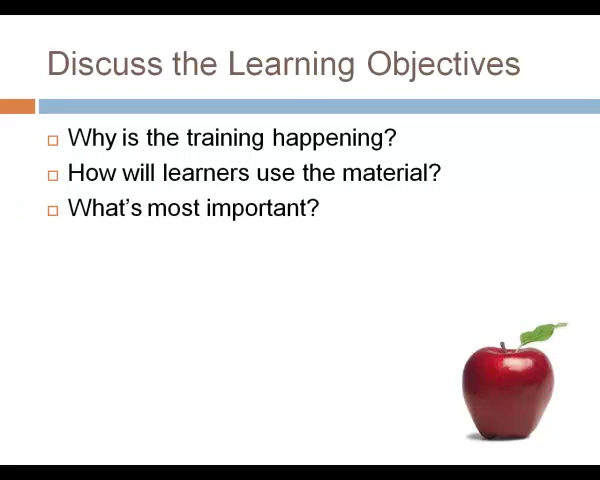 Discuss the Learning Objectives
Why is the training happening?
How will learners use the material?
What's most important?